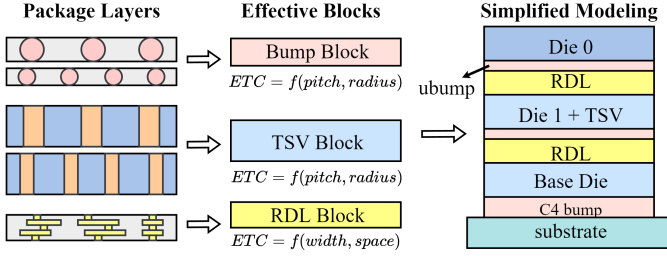 Package Layers
Effective Blocks
Simplified Modeling
Bump Block
ETC = f(pitch, radius)
TSV Block
ETC = f(pitch, radius)
RDL Block
ETC = f(width, space)
Die 0
ubump
RDL
Die 1 + TSV
RDL
Base Die
C4 bump
substrate